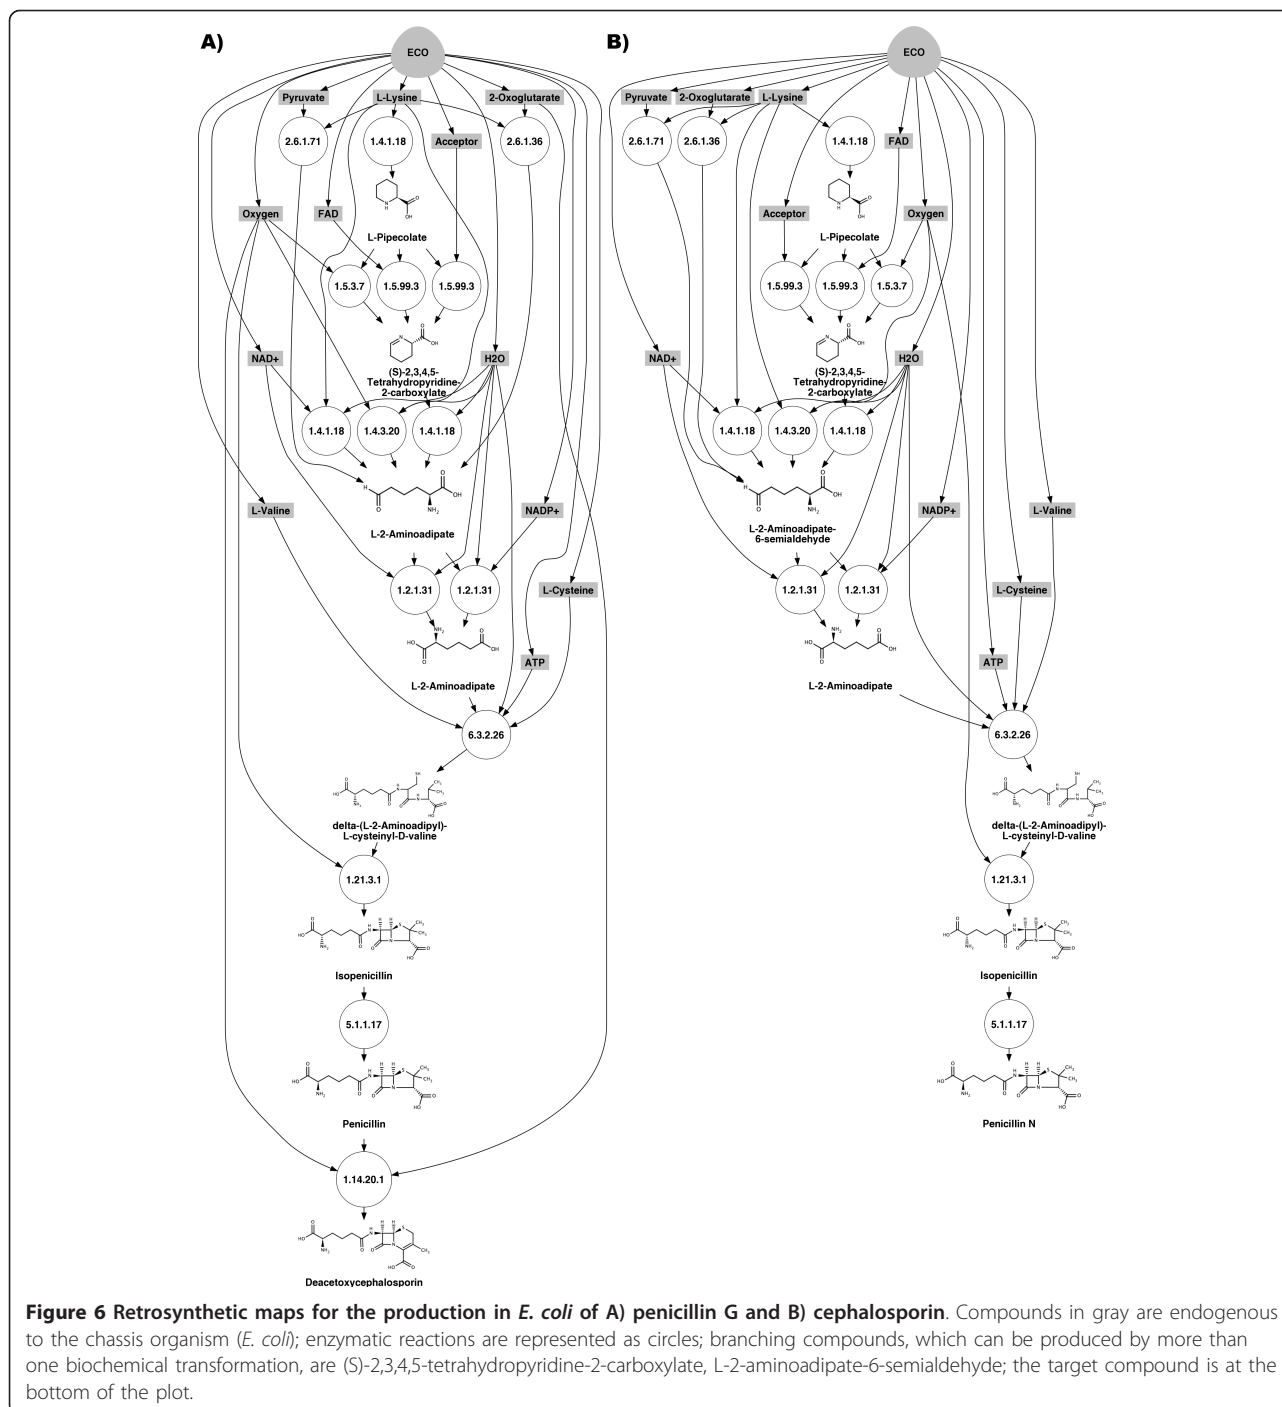 A)
ECO
Pyruvate
L-Lysine
2-Oxoglutarate
2.6.1.71
1.4.1.18
Acceptor
2.6.1.36
Oxygen
FAD
L-Pipecolate
1.5.3.7
1.5.99.3
1.5.99.3
NAD+
(S)-2,3,4,5-
Tetrahydropyridine-
2-carboxylate
H2O
1.4.1.18
1.4.3.20
1.4.1.18
L-Valine
L-2-Aminoadipate
NADP+
1.2.1.31
1.2.1.31
L-Cysteine
ATP
L-2-Aminoadipate
6.3.2.26
delta-(L-2-Aminoadipyl)-
L-cysteinyl-D-valine
1.21.3.1
Isopenicillin
5.1.1.17
Penicillin
1.14.20.1
Deacetoxycephalosporin
B)
ECO
Pyruvate
2-Oxoglutarate
L-Lysine
2.6.1.71
2.6.1.36
1.4.1.18
FAD
Acceptor
Oxygen
L-Pipecolate
1.5.99.3
1.5.99.3
1.5.3.7
NAD+
(S)-2,3,4,5-
Tetrahydropyridine-
2-carboxylate
H2O
1.4.1.18
1.4.3.20
1.4.1.18
L-2-Aminoadipate-
6-semialdehyde
NADP+
L-Valine
1.2.1.31
1.2.1.31
L-Cysteine
ATP
L-2-Aminoadipate
6.3.2.26
delta-(L-2-Aminoadipyl)-
L-cysteinyl-D-valine
1.21.3.1
Isopenicillin
5.1.1.17
Penicillin N
Figure 6 Retrosynthetic maps for the production in E. coli of A) penicillin G and B) cephalosporin. Compounds in gray are endogenous
to the chassis organism (E. coli); enzymatic reactions are represented as circles; branching compounds, which can be produced by more than
one biochemical transformation, are (S)-2,3,4,5-tetrahydropyridine-2-carboxylate, L-2-aminoadipate-6-semialdehyde; the target compound is at the
bottom of the plot.